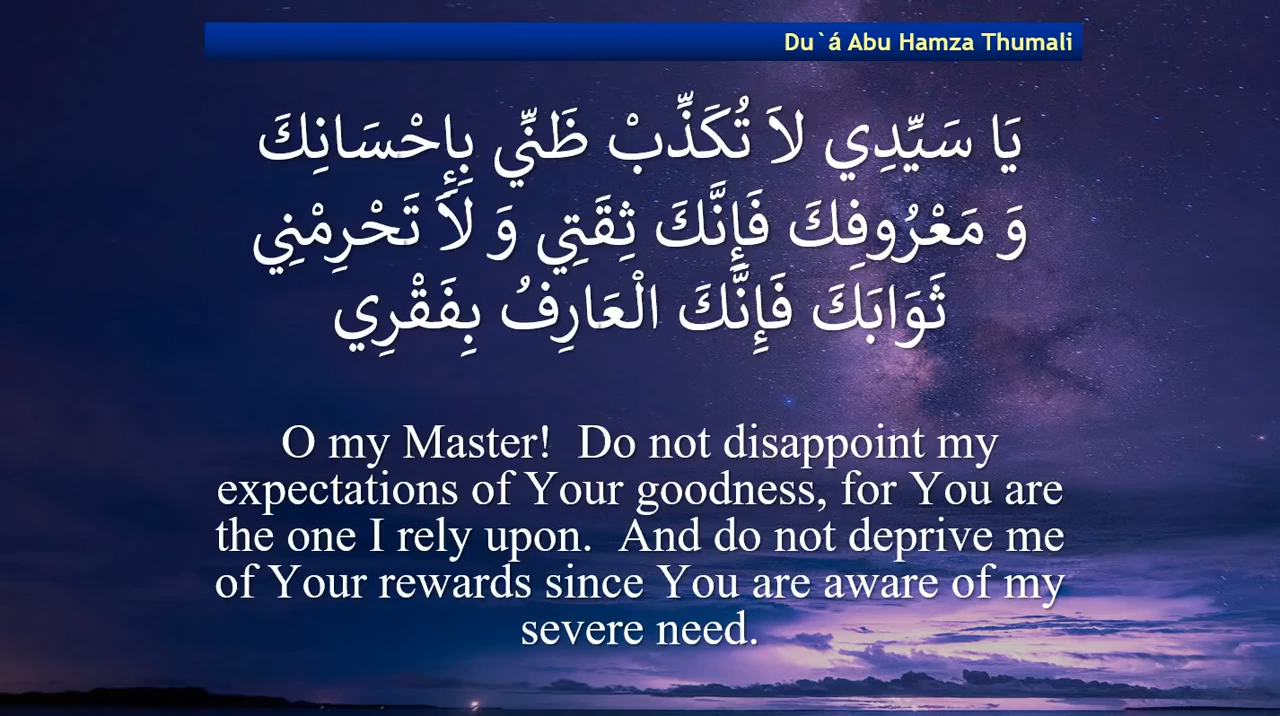 Du`á Abu Hamza Thumali
يَا سَيِّدِي لاَ تُكَذِّبْ ظَنِّي بِإِحْسَانِكَ
وَ مَعْرُوفِكَ فَإِنَّكَ ثِقَتِي وَ لاَ تَحْرِمْنِي
ثَوَابَكَ فَإِنَّكَ الْعَارِفُ بِفَقْرِي
O my Master!  Do not disappoint my
expectations of Your goodness, for You are
the one I rely upon.  And do not deprive me
of Your rewards since You are aware of my
severe need.